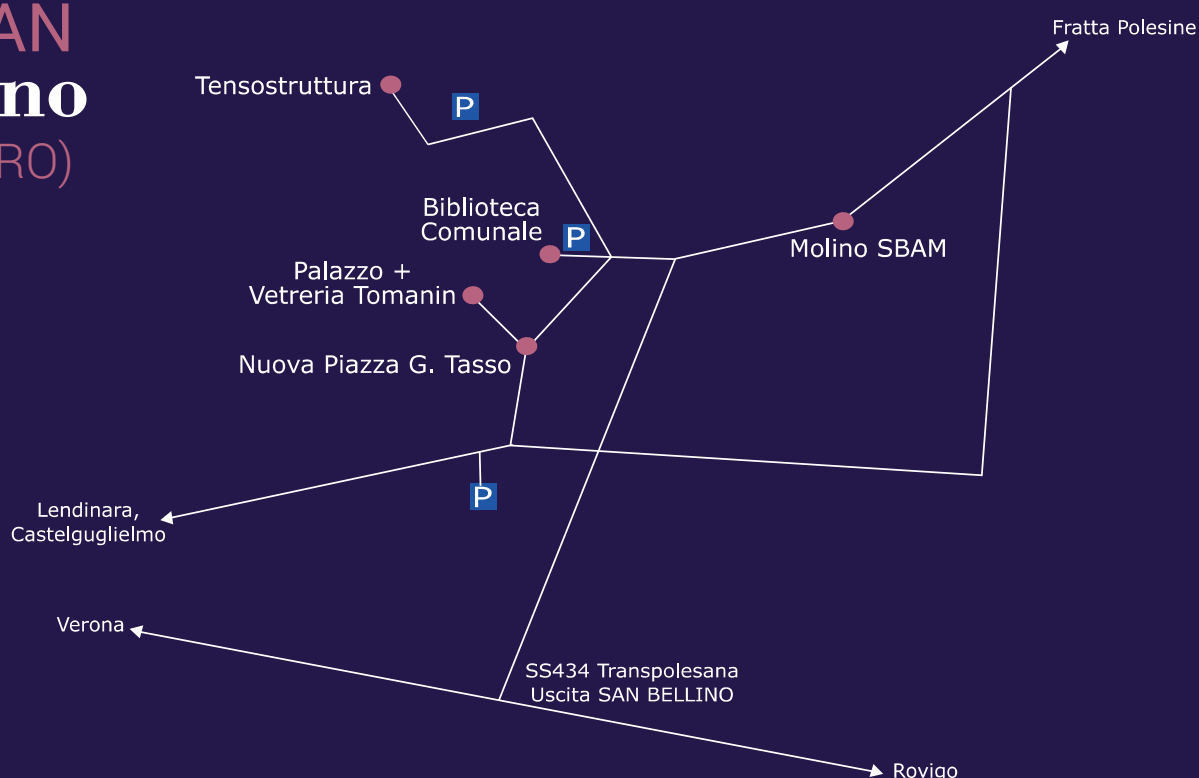 AN
no
RO)
Fratta Polesine
Tensostruttura
P
Biblioteca
Comunale
P
Molino SBAM
Palazzo +
Vetreria Tomanin
Nuova Piazza G. Tasso
P
Lendinara,
Castelguglielmo
Verona
SS434 Transpolesana
Uscita SAN BELLINO
Rovigo